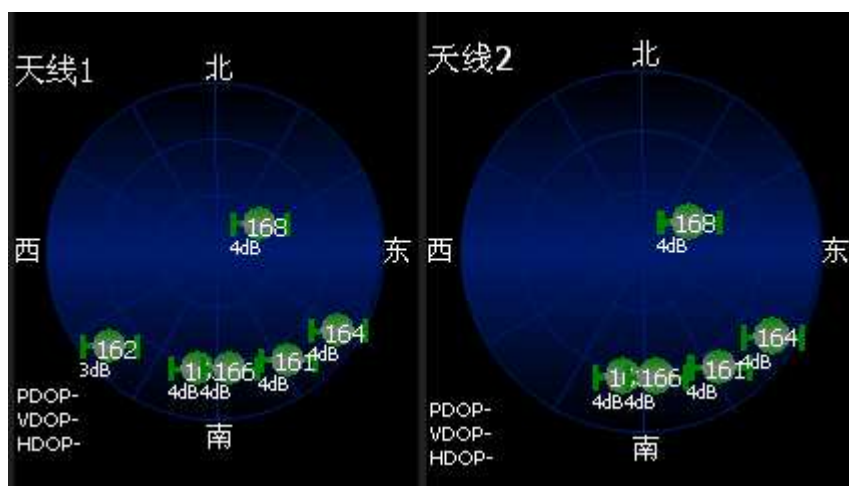 天线1
北
168
4dB
西
东
164
4dB
162
3dB
166
161
4dB
4dB4dB
PDOP-
VDOP-
HDOP-
南
天线2
北
168
4dB
西
东
164
4dB
166
161
4dB
4dB4dB
PDOP-
VDOP-
HDOP-
南